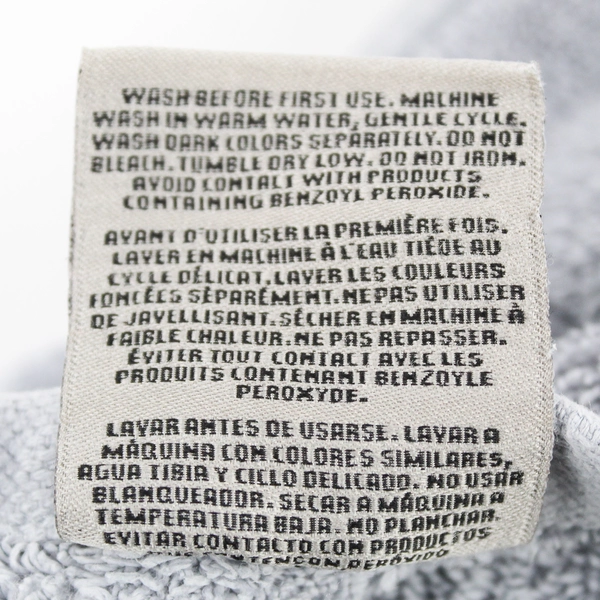 WASH BEFORE FIRST USE. MACHINE
WASH IN WARM WATER, GENTLE CYCLE.
WASH DARK COLORS SEPARATELY. DO NOT
BLEACH. TUMBLE DRY LOW. DO NOT IRON.
AVOID CONTACT WITH PRODUCTS
CONTAINING BENZOYL PEROXIDE.
AVANT D'UTILISER LA PREMIÈRE FOIS.
LAVER EN MACHINE À L'EAU TIÈDE AU
CYCLE DÉLICAT. LAVER LES COULEURS
FONCÉES SÉPARÉMENT. NE PAS UTILISER
DE JAVELLISANT. SÉCHER EN MACHINE À
FAIBLE CHALEUR. NE PAS REPASSER.
ÉVITER TOUT CONTACT AVEC LES
PRODUITS CONTENANT BENZOYLE
PEROXYDE.
LAVAR ANTES DE USARSE. LAVAR A
MÁQUINA CON COLORES SIMILARES,
AGUA TIBIA Y CICLO DELICADO. NO USAR
BLANQUEADOR. SECAR A MÁQUINA A
TEMPERATURA BAJA. NO PLANCHAR.
EVITAR CONTACTO CON PRODUCTOS
PERÓXIDO